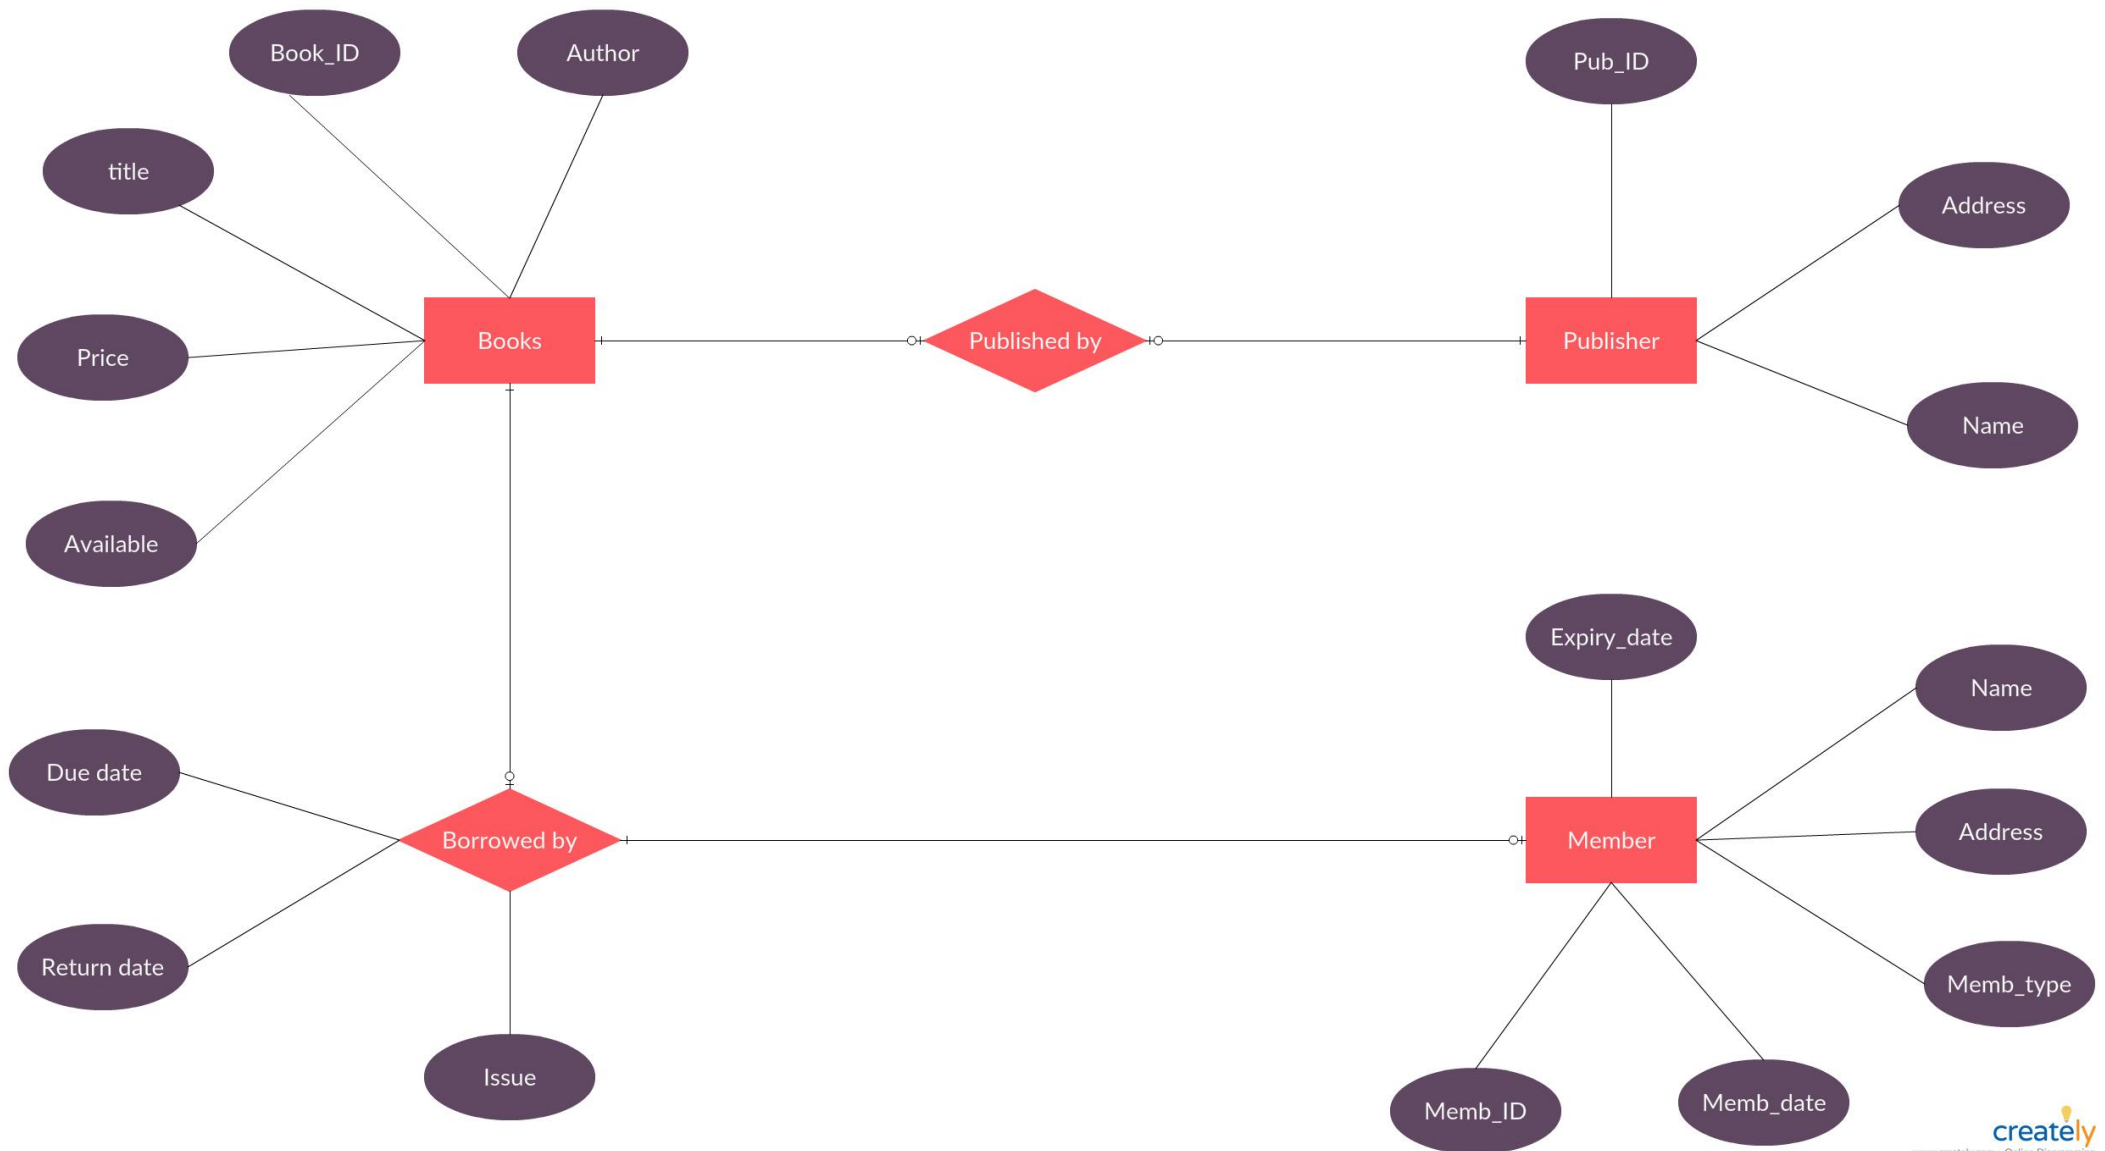 Book_ID
Author
Pub_ID
title
Address
Price
Books
Published by
Publisher
Name
Available
Expiry_date
Name
Due date
Borrowed by
Member
Address
Return date
Memb_type
Issue
Memb_ID
Memb_date
creately